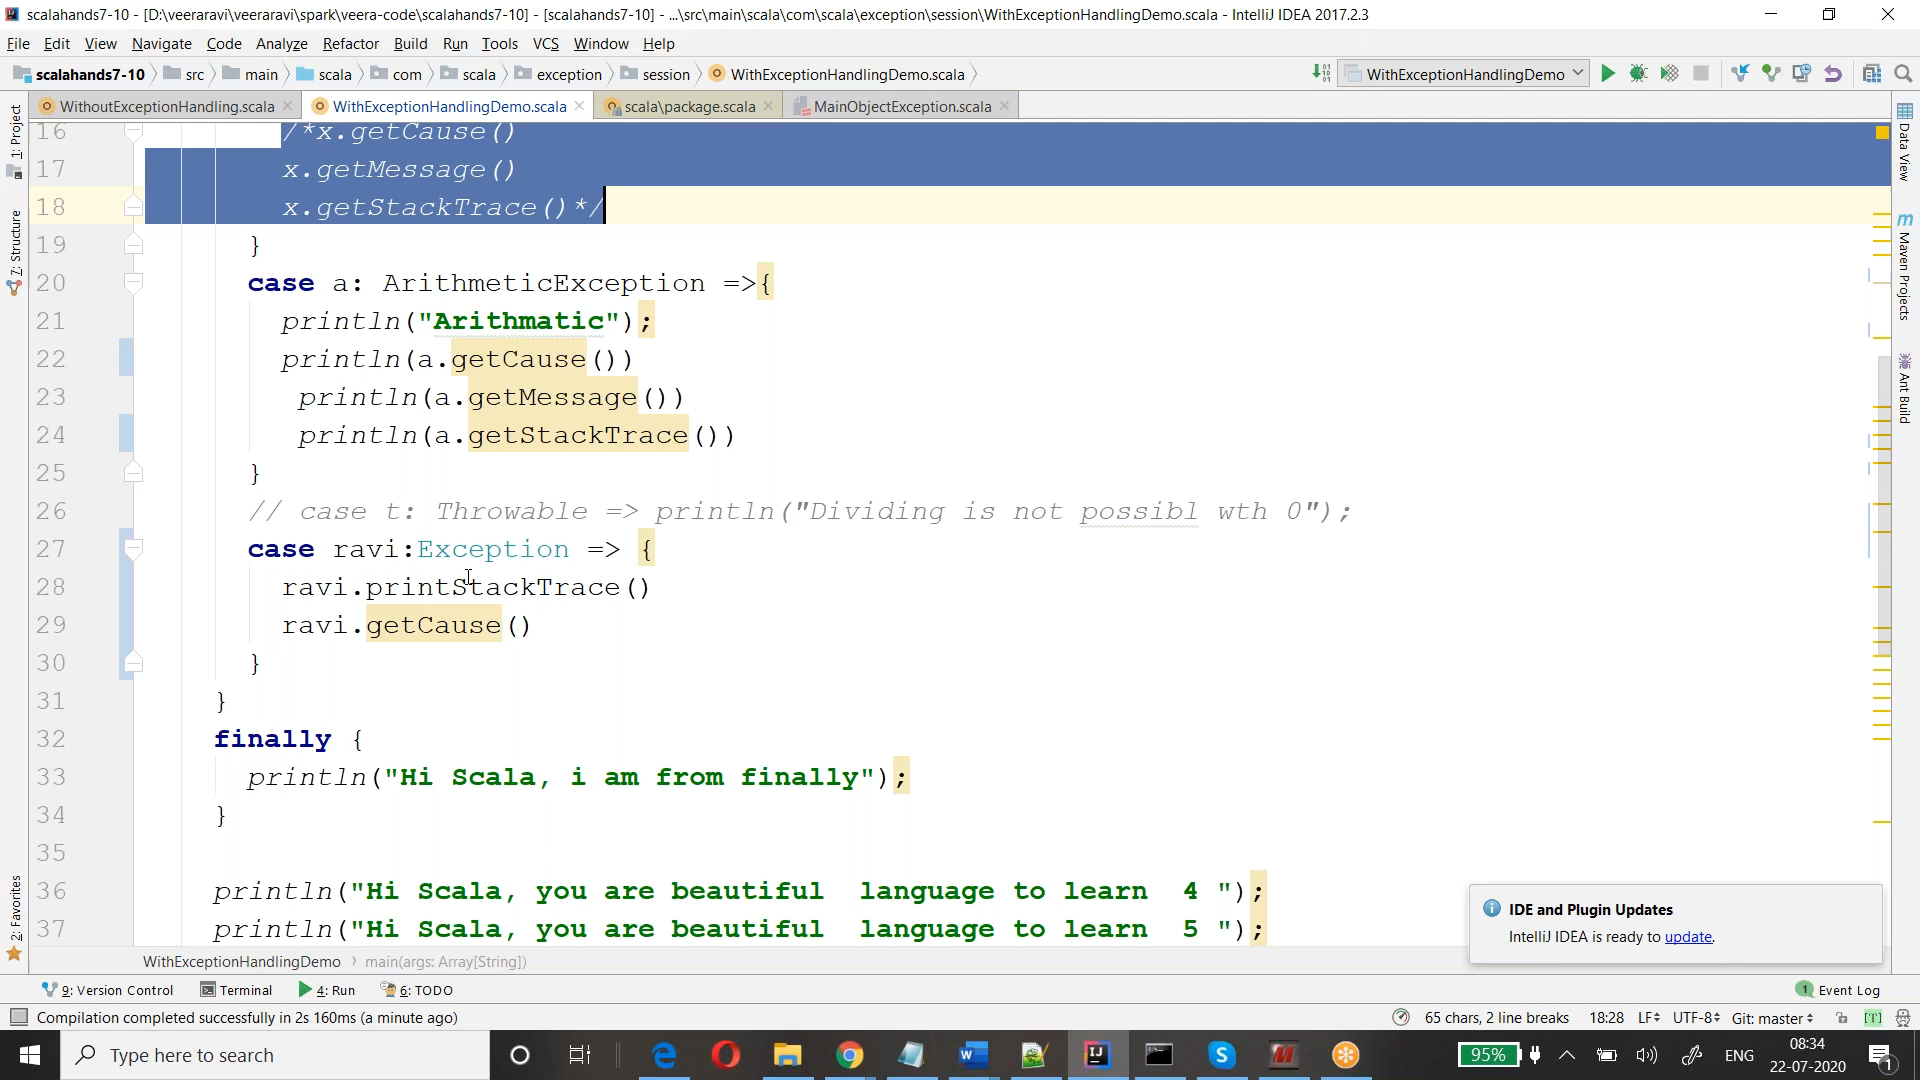 scalahands7-10 - [D:\veeraravi\veeraravi\spark\veera-code\scalahands7-10] - [scalahands7-10] - ...\src\main\scala\com\scala\exception\session\WithExceptionHandlingDemo.scala - IntelliJ IDEA 2017.2.3
File Edit View Navigate Code Analyze Refactor Build Run Tools VCS Window Help
scalahands7-10 src main scala com scala exception session WithExceptionHandlingDemo.scala WithExceptionHandlingDemo
WithoutExceptionHandling.scala WithExceptionHandlingDemo.scala scala\package.scala MainObjectException.scala
1: Project
7: Structure
2: Favorites
Data View
Maven Projects
Ant Build
16 /*x.getCause()
17 x.getMessage()
18 x.getStackTrace()*/
19 }
20 case a: ArithmeticException =>{
21 println("Arithmatic");
22 println(a.getCause())
23 println(a.getMessage())
24 println(a.getStackTrace())
25 }
26 // case t: Throwable => println("Dividing is not possibl wth 0");
27 case ravi:Exception => {
28 ravi.printStackTrace()
29 ravi.getCause()
30 }
31 }
32 finally {
33 println("Hi Scala, i am from finally");
34 }
35
36 println("Hi Scala, you are beautiful  language to learn  4 ");
37 println("Hi Scala, you are beautiful  language to learn  5 ");
IDE and Plugin Updates
IntelliJ IDEA is ready to update.
WithExceptionHandlingDemo main(args: Array[String])
9: Version Control Terminal 4: Run 6: TODO 1 Event Log
Compilation completed successfully in 2s 160ms (a minute ago) 65 chars, 2 line breaks 18:28 LF UTF-8 Git: master [T]
Type here to search 95% ENG 08:34
22-07-2020 1